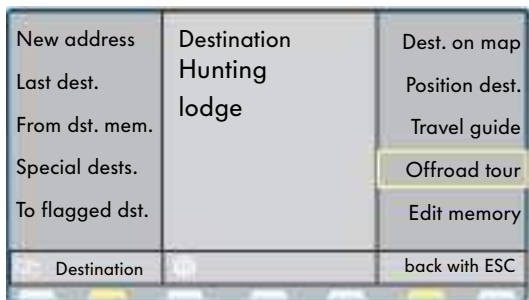 New address
Last dest.
From dst. mem.
Special dests.
To flagged dst.
Destination
Hunting
lodge
Dest. on map
Position dest.
Travel guide
Offroad tour
Edit memory
Destination
back with ESC